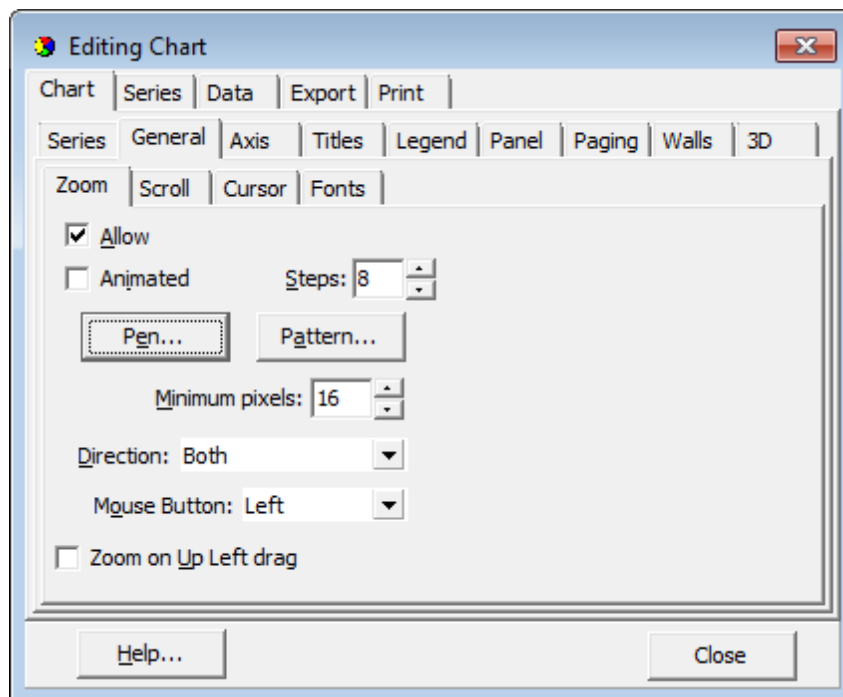 Editing Chart
Chart Series Data Export Print
Series General Axis Titles Legend Panel Paging Walls 3D
Zoom Scroll Cursor Fonts
Allow
Animated Steps: 8
Pen... Pattern...
Minimum pixels: 16
Direction: Both
Mouse Button: Left
Zoom on Up Left drag
Help... Close